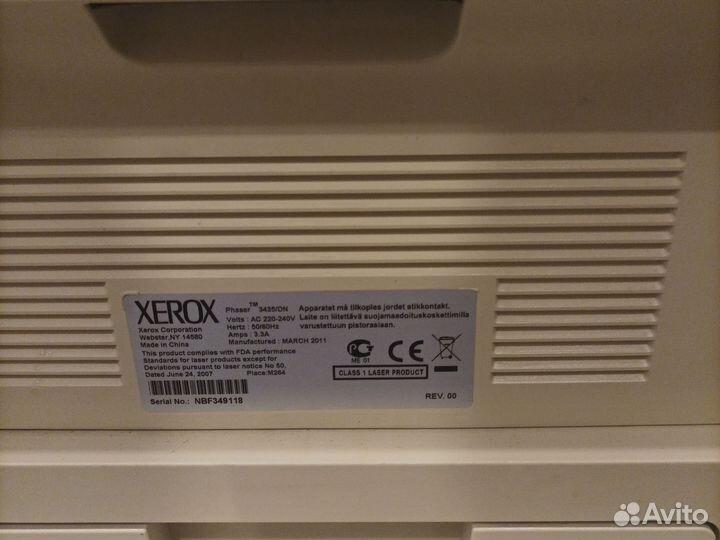 XEROX
Xerox Corporation
Webster,NY 14580
Made in China
Phaser™ 3435/DN
Volts : AC 220-240V
Hertz : 50/60Hz
Amps : 3.3A
Manufactured : MARCH 2011
This product complies with FDA performance
Standards for laser products except for
Deviations pursuant to laser notice No 50,
Dated June 24, 2007 Place:M264
Serial No.: NBF349118
Apparatet må tilkoples jordet stikkontakt.
Laite on liitettävä suojamaadoituskoskettimilla
varustettuun pistorasiaan.
ME 01
CE
CLASS 1 LASER PRODUCT
REV. 00
Avito